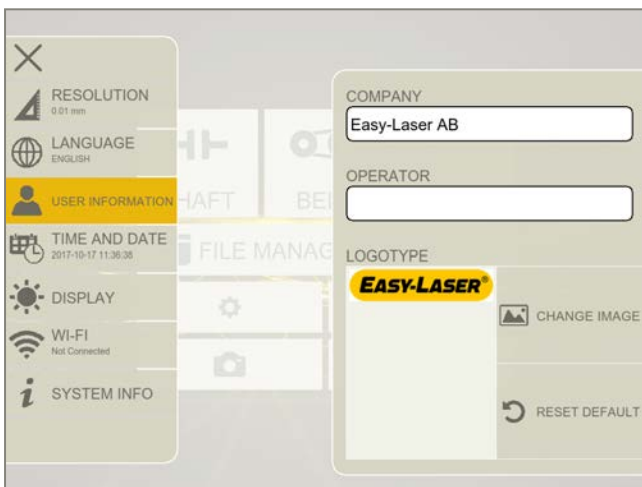 RESOLUTION
0.01 mm
LANGUAGE
ENGLISH
USER INFORMATION
TIME AND DATE
2017-10-17 11:36:38
DISPLAY
WI-FI
Not Connected
SYSTEM INFO
HAFT
BEL
FILE MANAG
COMPANY
Easy-Laser AB
OPERATOR
LOGOTYPE
EASY-LASER®
CHANGE IMAGE
RESET DEFAULT